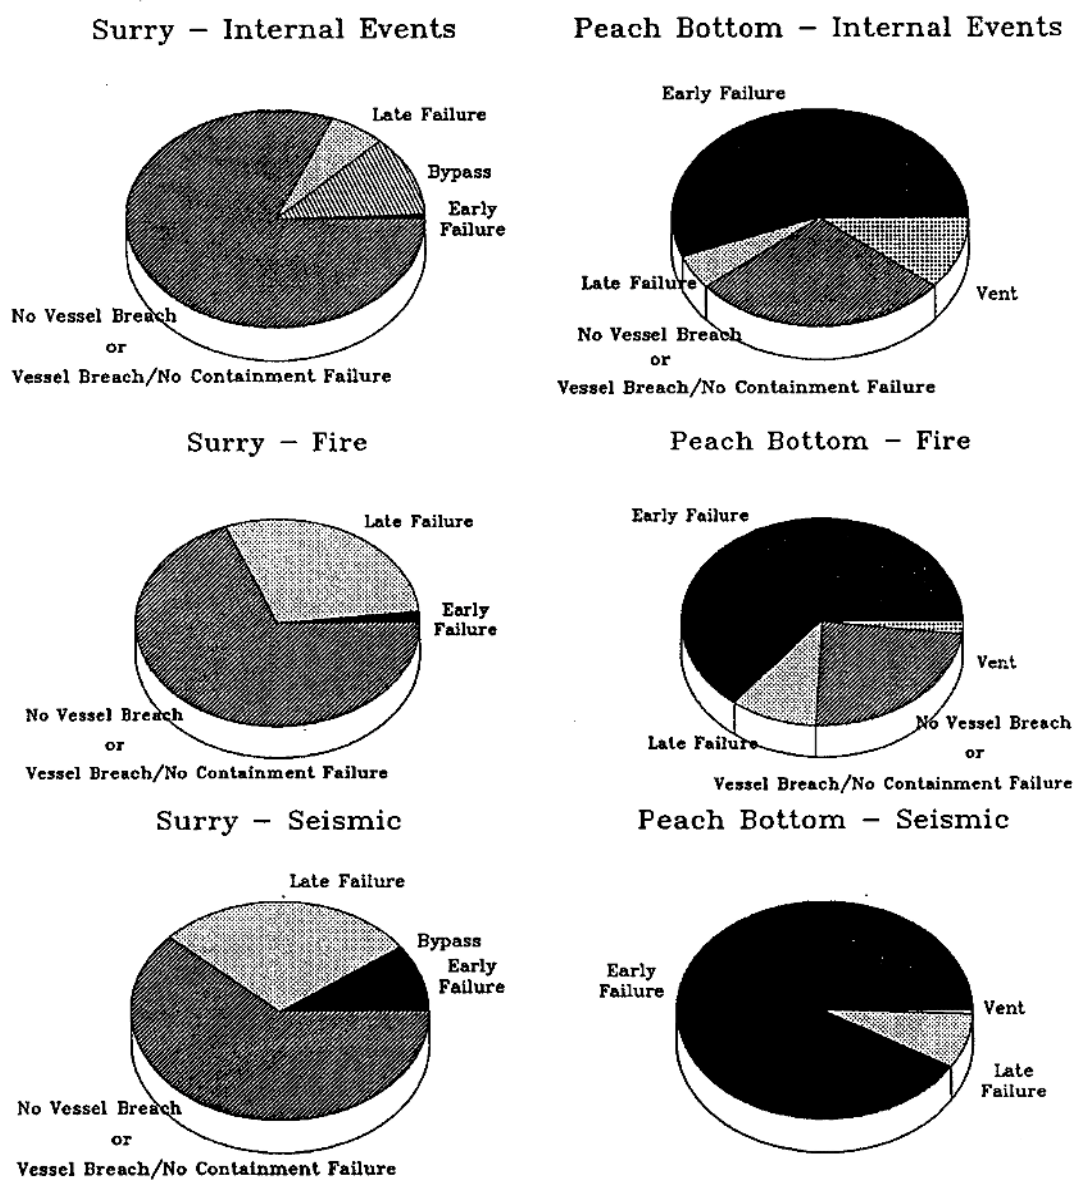 Surry – Internal Events
Late Failure
Bypass
Early
Failure
No Vessel Breach
or
Vessel Breach/No Containment Failure
Peach Bottom – Internal Events
Early Failure
Late Failure
Vent
No Vessel Breach
or
Vessel Breach/No Containment Failure
Surry – Fire
Late Failure
Early
Failure
No Vessel Breach
or
Vessel Breach/No Containment Failure
Peach Bottom – Fire
Early Failure
Vent
Late Failure
No Vessel Breach
or
Vessel Breach/No Containment Failure
Surry – Seismic
Late Failure
Bypass
Early
Failure
No Vessel Breach
or
Vessel Breach/No Containment Failure
Peach Bottom – Seismic
Early
Failure
Vent
Late
Failure